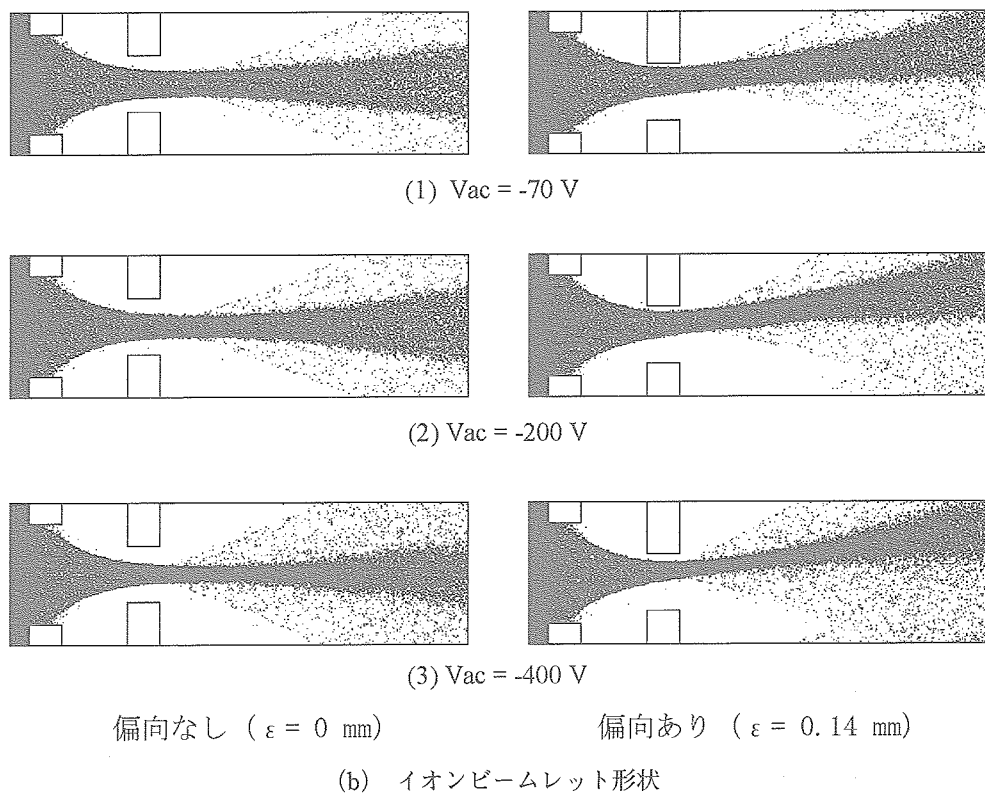 (1) Vac = -70 V
(2) Vac = -200 V
(3) Vac = -400 V
偏向なし ( ε = 0 mm)
偏向あり ( ε = 0.14 mm)
(b) イオンビームレット形状